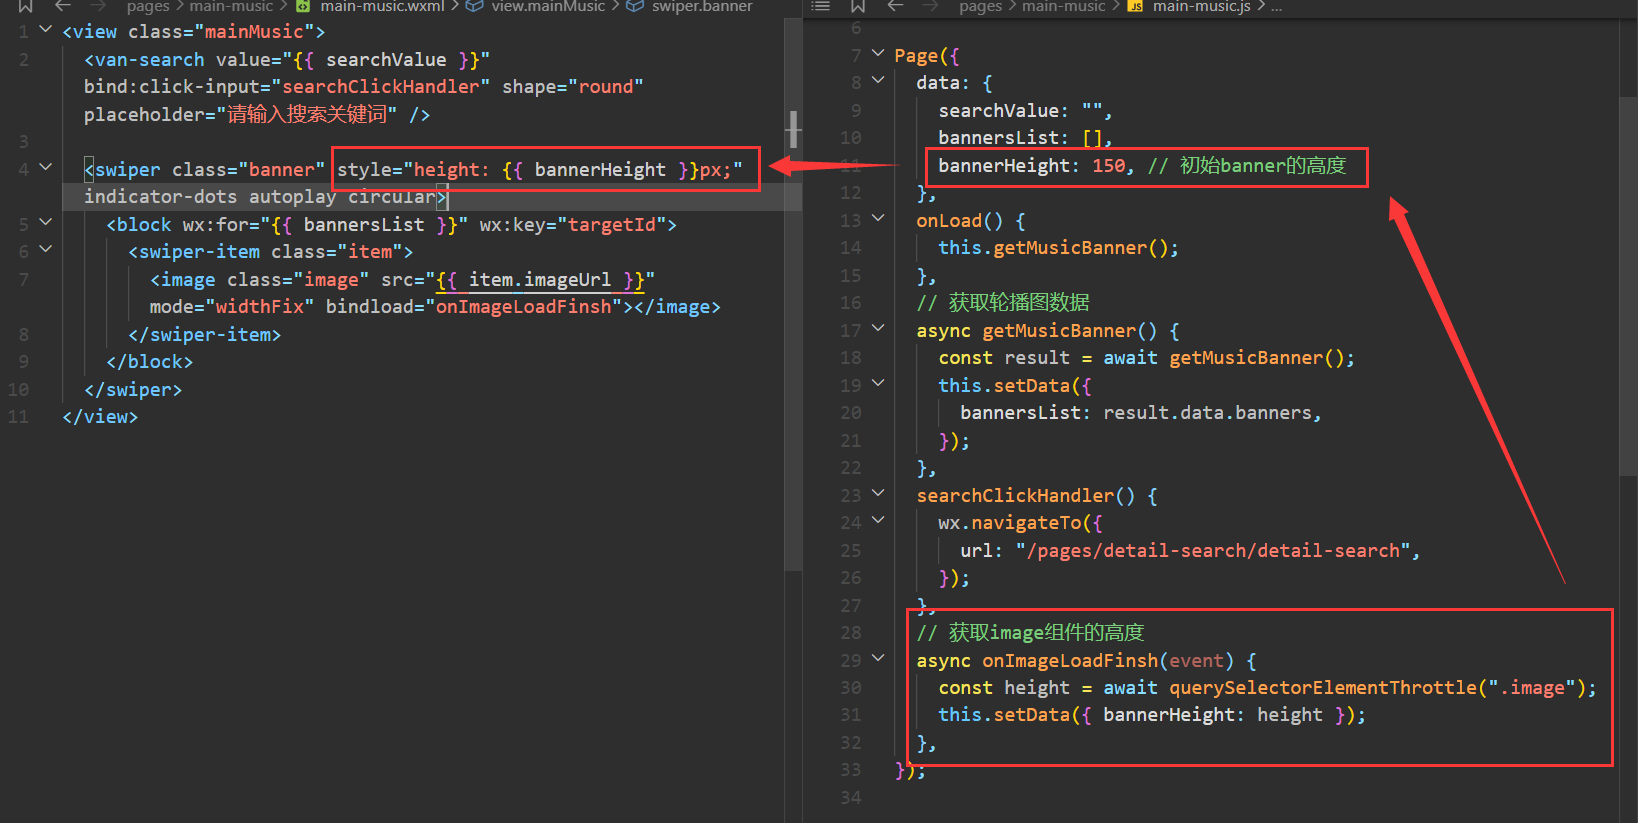 pages > main-music > main-music.wxml > view.mainMusic > swiper.banner
1 <view class="mainMusic">
2 <van-search value="{{ searchValue }}"
bind:click-input="searchClickHandler" shape="round"
placeholder="请输入搜索关键词" />
3
4 <swiper class="banner" style="height: {{ bannerHeight }}px;"
indicator-dots autoplay circular>
5 <block wx:for="{{ bannersList }}" wx:key="targetId">
6 <swiper-item class="item">
7 <image class="image" src="{{ item.imageUrl }}"
mode="widthFix" bindload="onImageLoadFinsh"></image>
8 </swiper-item>
9 </block>
10 </swiper>
11 </view>
pages > main-music > JS main-music.js > ...
6
7 Page({
8 data: {
9 searchValue: "",
10 bannersList: [],
11 bannerHeight: 150, // 初始banner的高度
12 },
13 onLoad() {
14 this.getMusicBanner();
15 },
16 // 获取轮播图数据
17 async getMusicBanner() {
18 const result = await getMusicBanner();
19 this.setData({
20 bannersList: result.data.banners,
21 });
22 },
23 searchClickHandler() {
24 wx.navigateTo({
25 url: "/pages/detail-search/detail-search",
26 });
27 },
28 // 获取image组件的高度
29 async onImageLoadFinsh(event) {
30 const height = await querySelectorElementThrottle(".image");
31 this.setData({ bannerHeight: height });
32 },
33 });
34